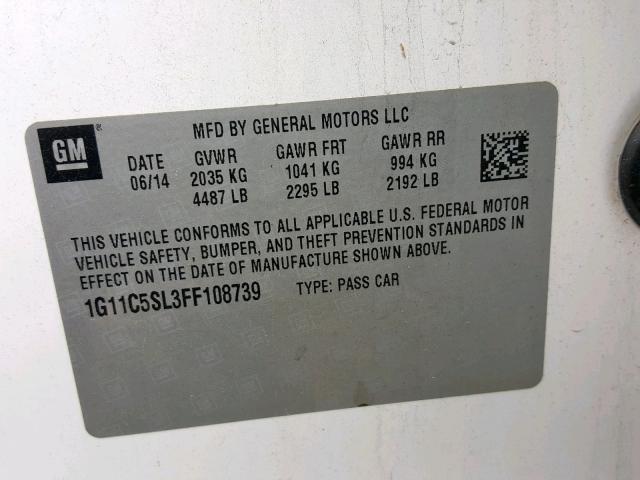 GM
MFD BY GENERAL MOTORS LLC
DATE GVWR GAWR FRT GAWR RR
06/14 2035 KG 1041 KG 994 KG
4487 LB 2295 LB 2192 LB
THIS VEHICLE CONFORMS TO ALL APPLICABLE U.S. FEDERAL MOTOR
VEHICLE SAFETY, BUMPER, AND THEFT PREVENTION STANDARDS IN
EFFECT ON THE DATE OF MANUFACTURE SHOWN ABOVE.
1G11C5SL3FF108739 TYPE: PASS CAR